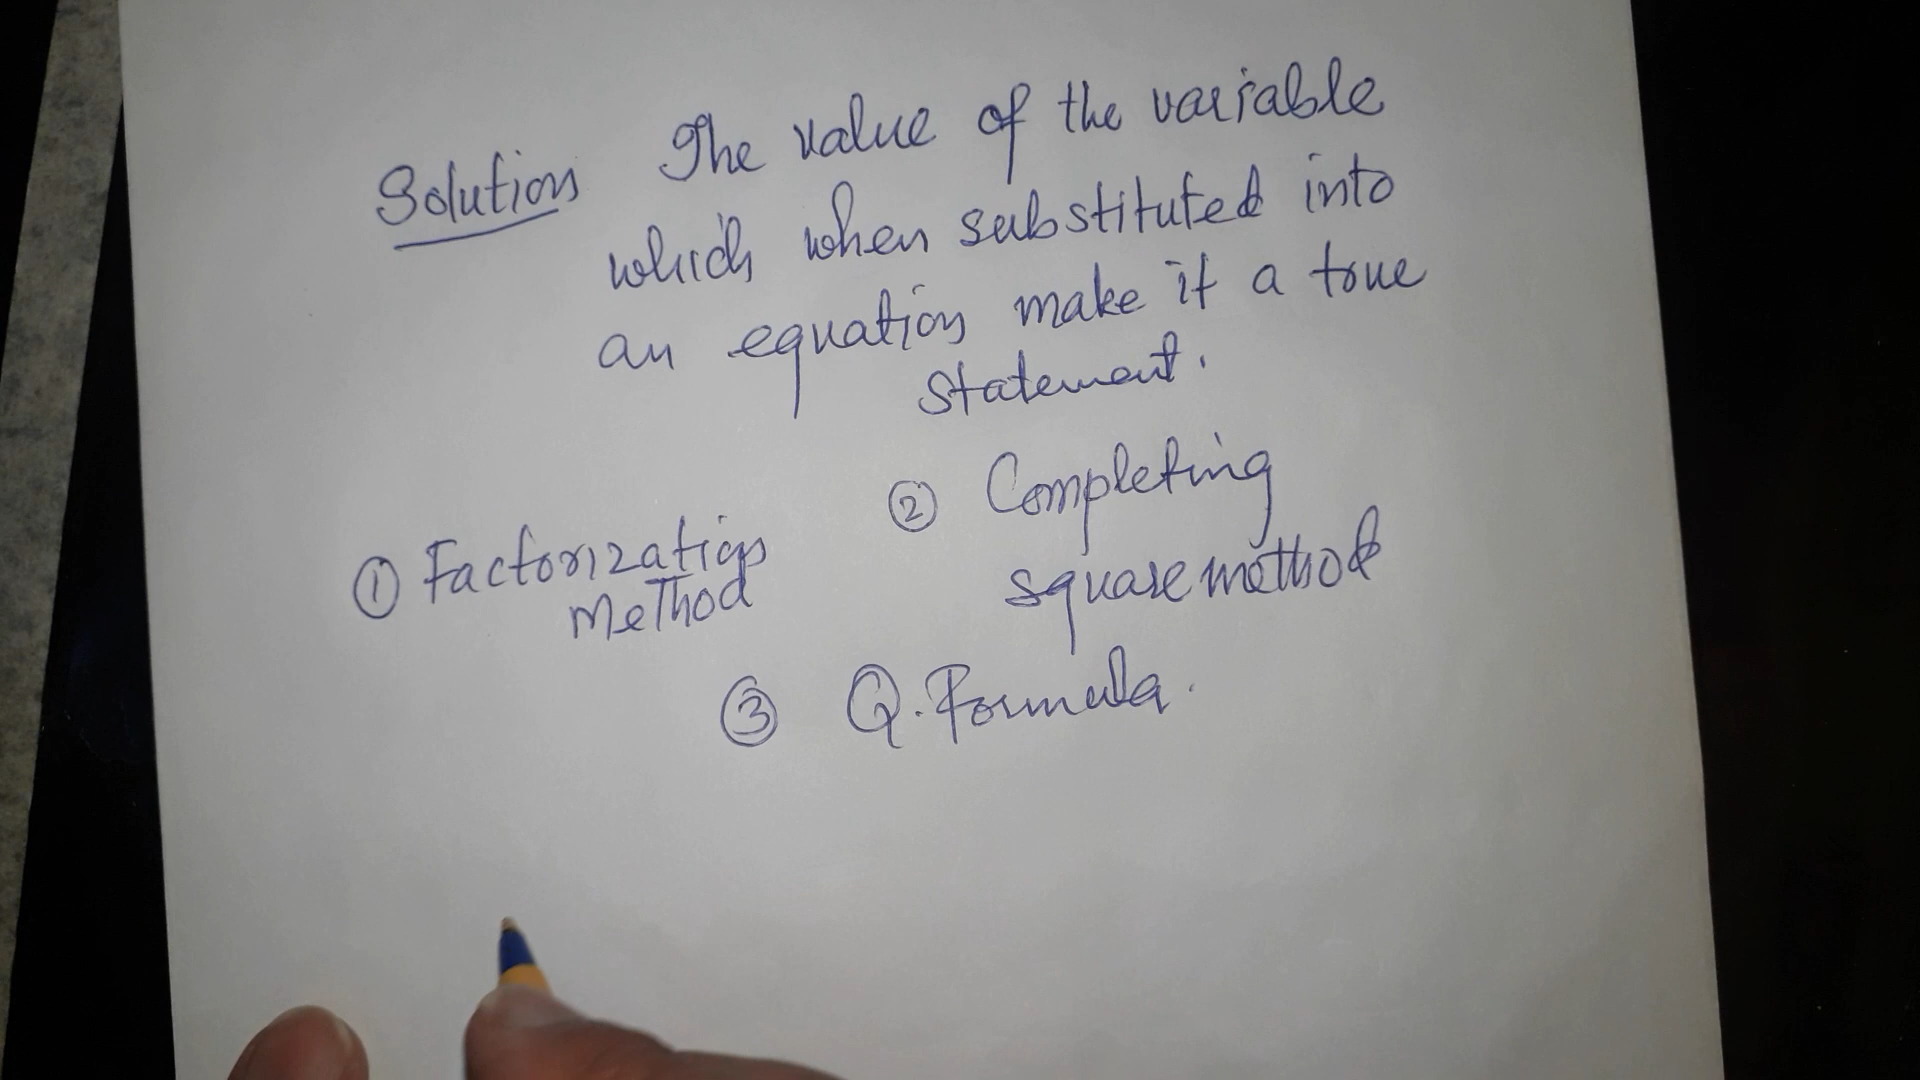 Solution The value of the variable
which when substituted into
an equation make it a true
statement.
① Factorization
Method
② Completing
square method
③ Q. Formula.